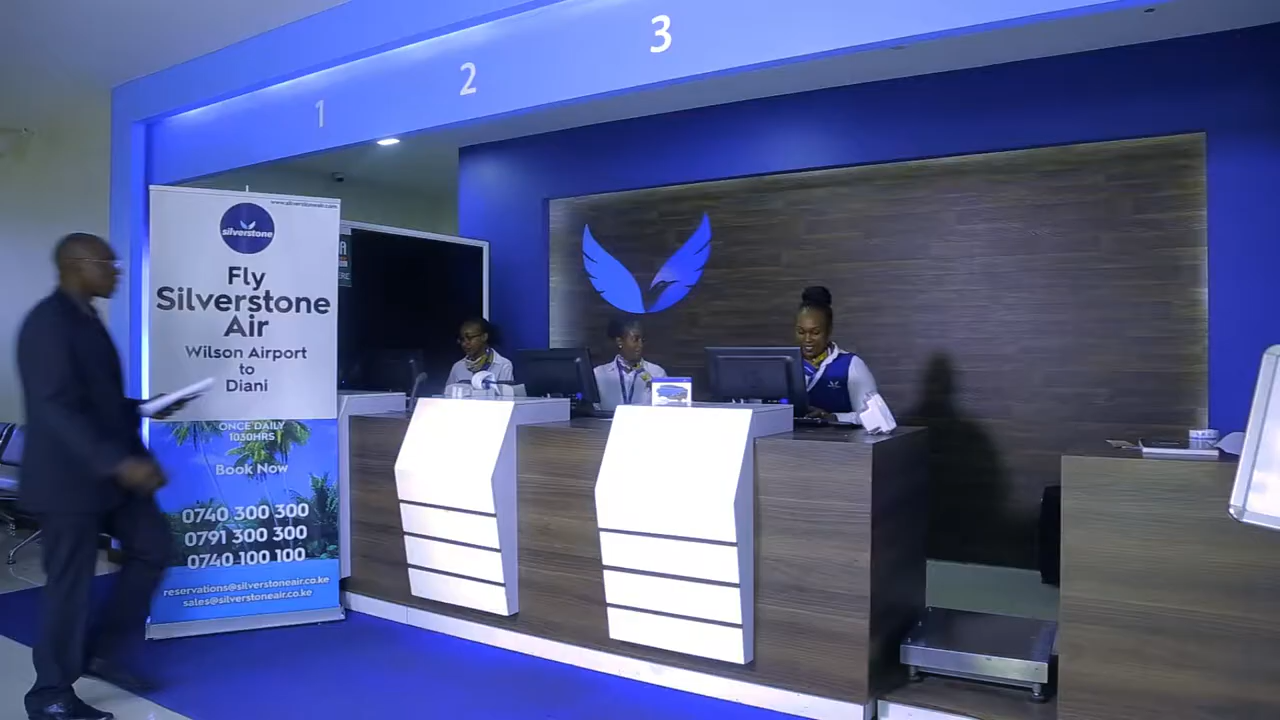 1
2
3
www.silverstoneair.com
silverstone
Fly
Silverstone
Air
Wilson Airport
to
Diani
ONCE DAILY
1030HRS
Book Now
0740 300 300
0791 300 300
0740 100 100
reservations@silverstoneair.co.ke
sales@silverstoneair.co.ke